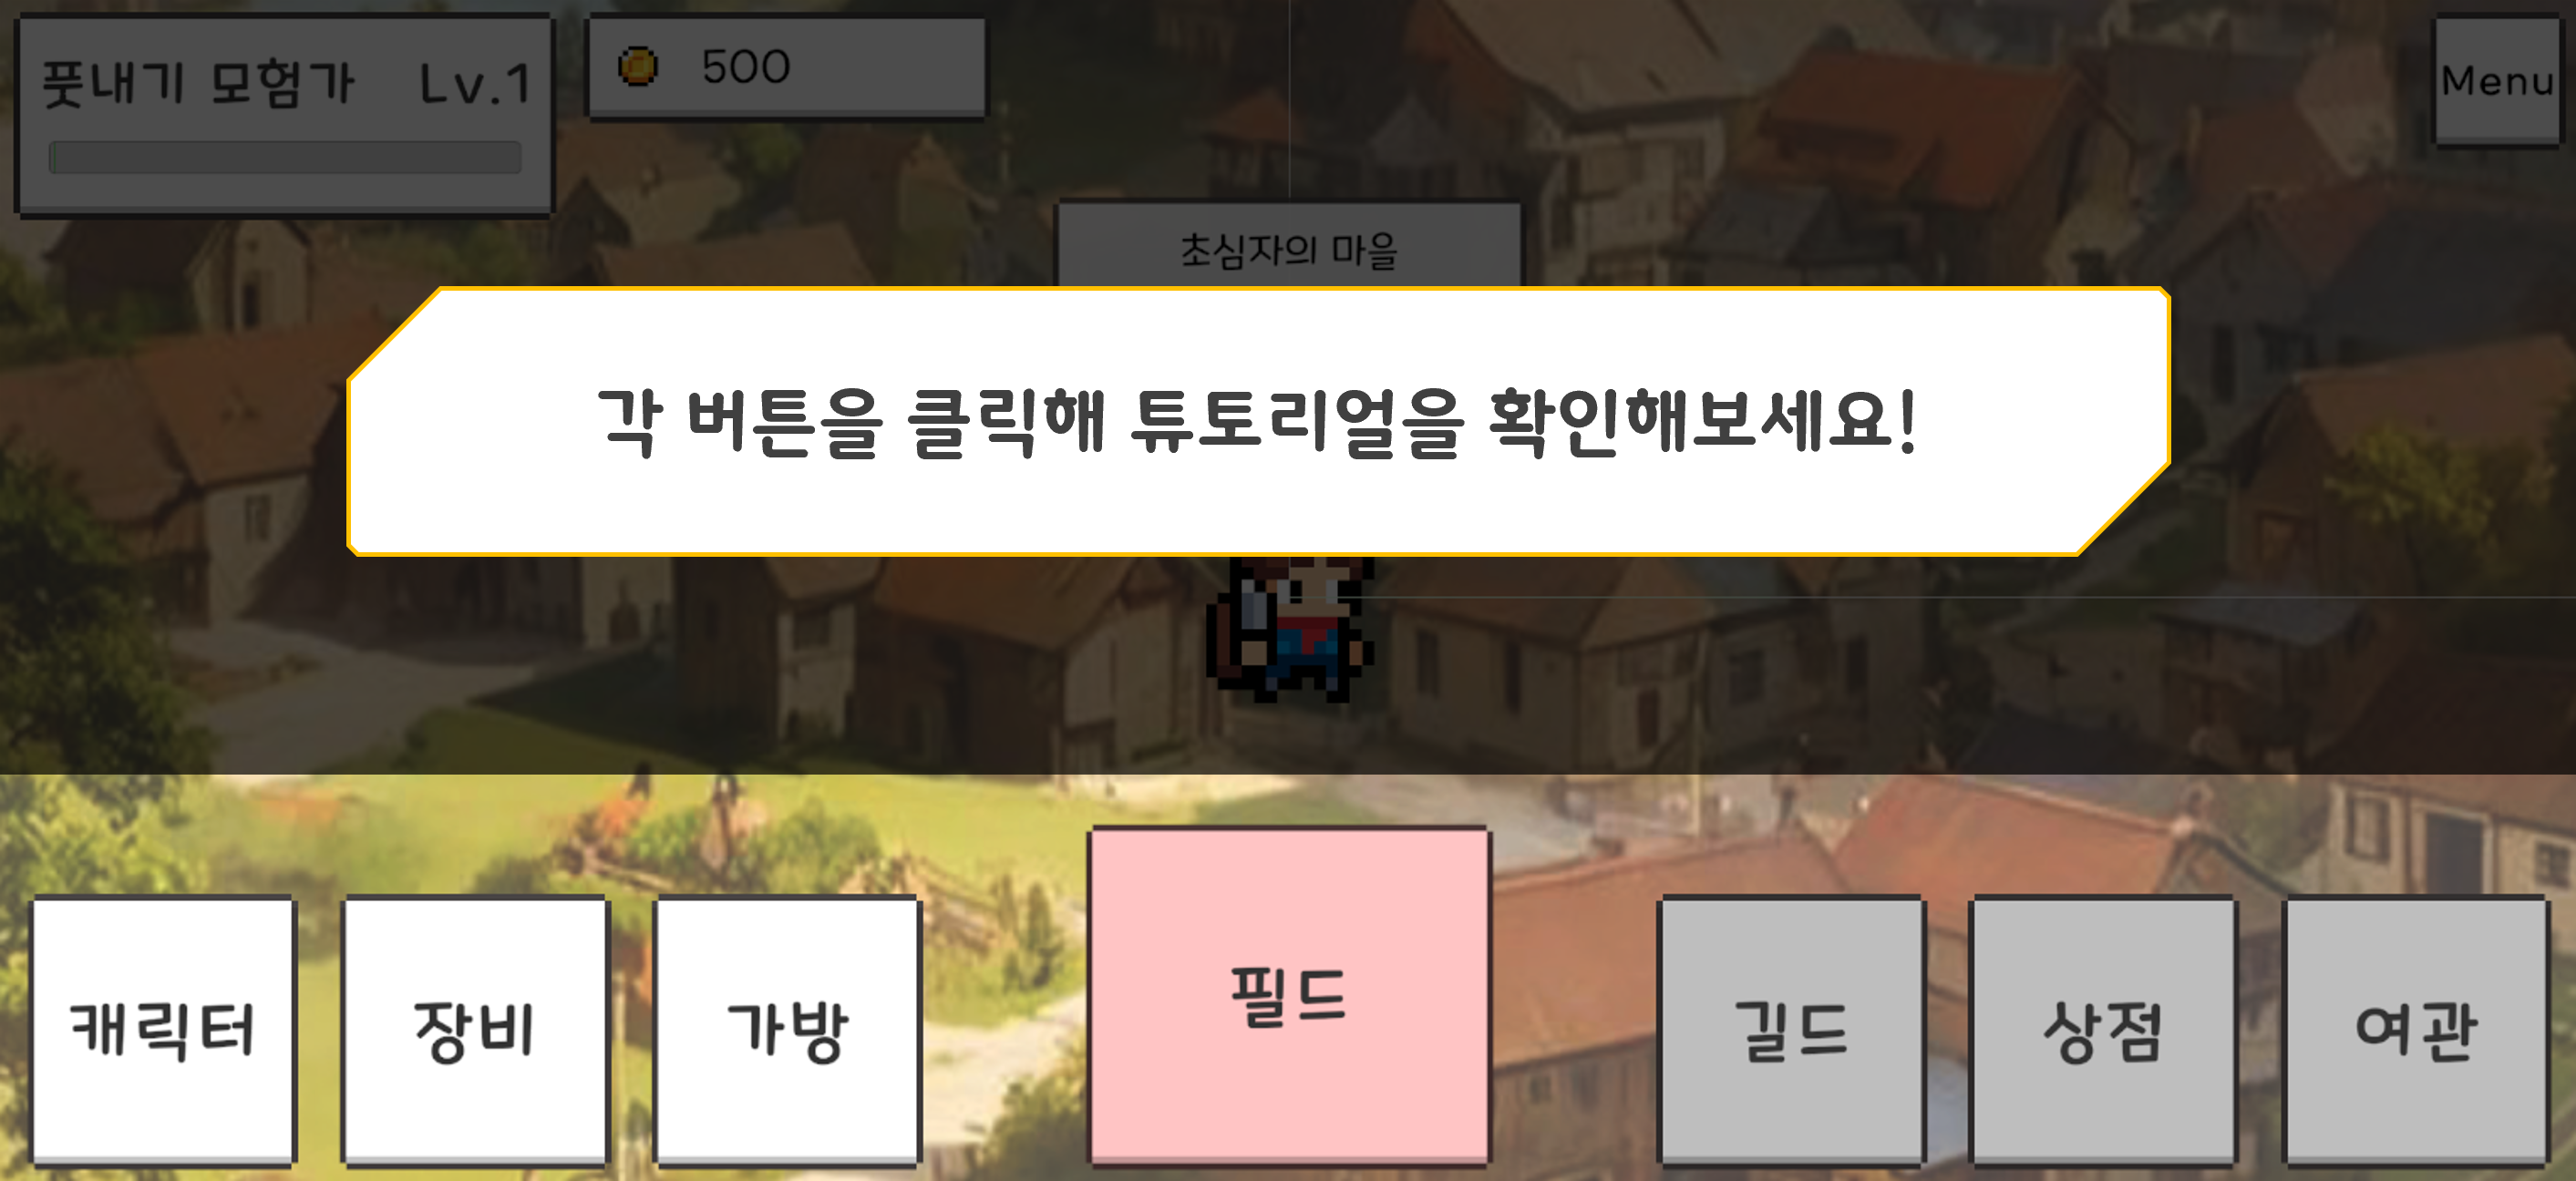 풋내기 모험가 Lv.1
500
Menu
초심자의 마을
각 버튼을 클릭해 튜토리얼을 확인해보세요!
캐릭터
장비
가방
필드
길드
상점
여관